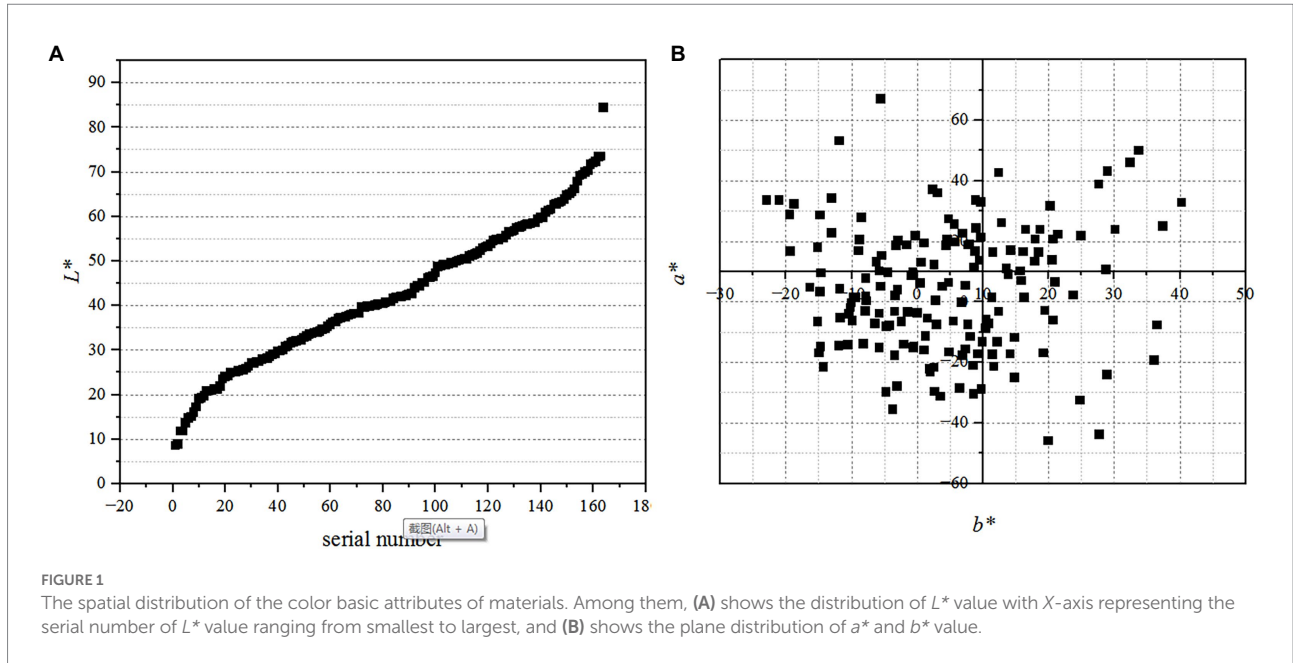 A
90
80
70
60
50
40
30
20
10
0
L*
−20 0 20 40 60 80 100 120 140 160 18
serial number
截图(Alt + A)
B
60
40
20
a*
−30 −20 −10 0 10 20 30 40 50
−20
−40
−60
b*
FIGURE 1
The spatial distribution of the color basic attributes of materials. Among them, (A) shows the distribution of L* value with X-axis representing the
serial number of L* value ranging from smallest to largest, and (B) shows the plane distribution of a* and b* value.